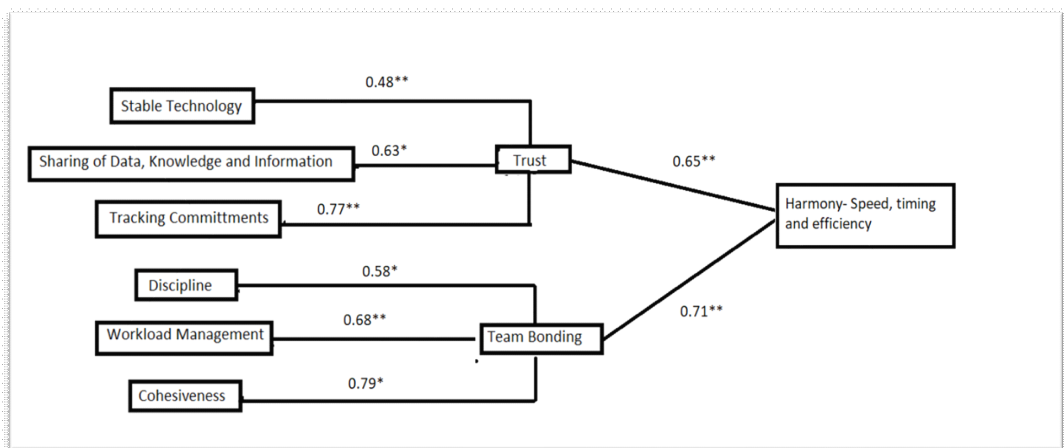 0.48**
Stable Technology
0.63*
Sharing of Data, Knowledge and Information
Trust
0.65**
0.77**
Tracking Committments
Harmony- Speed, timing
and efficiency
0.58*
Discipline
0.68**
Workload Management
Team Bonding
0.71**
0.79*
Cohesiveness